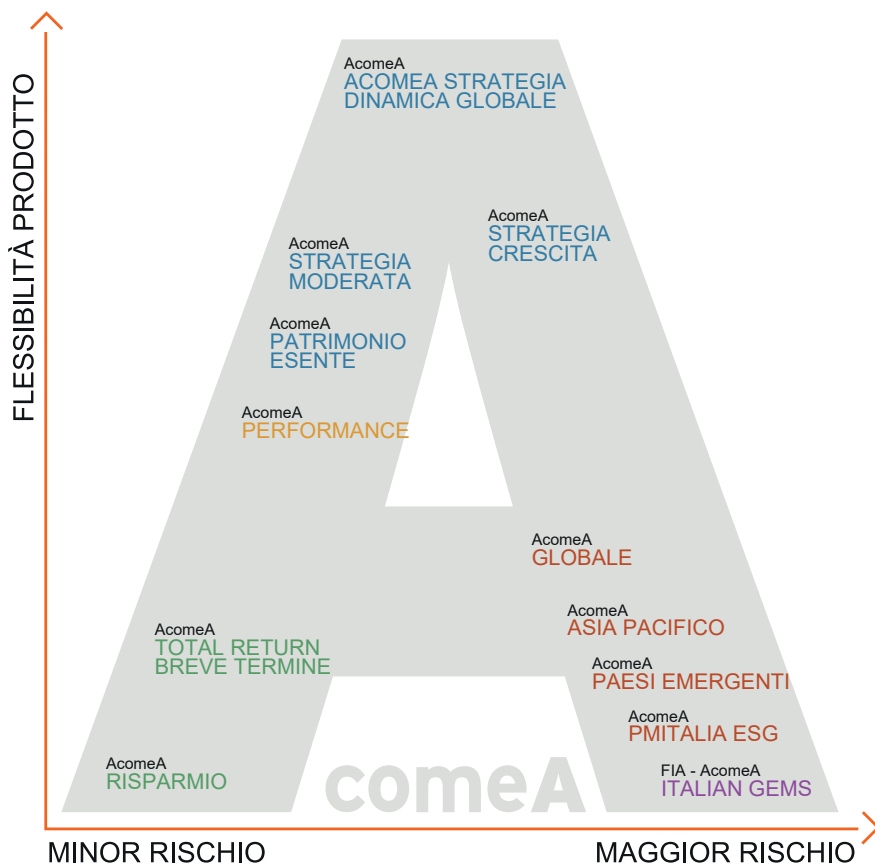 FLESSIBILITÀ PRODOTTO
AcomeA
ACOMEA STRATEGIA
DINAMICA GLOBALE
AcomeA
STRATEGIA
CRESCITA
AcomeA
STRATEGIA
MODERATA
AcomeA
PATRIMONIO
ESENTE
AcomeA
PERFORMANCE
AcomeA
GLOBALE
AcomeA
ASIA PACIFICO
AcomeA
TOTAL RETURN
BREVE TERMINE
AcomeA
PAESI EMERGENTI
AcomeA
PMITALIA ESG
AcomeA
RISPARMIO
FIA - AcomeA
ITALIAN GEMS
A
comeA
MINOR RISCHIO
MAGGIOR RISCHIO